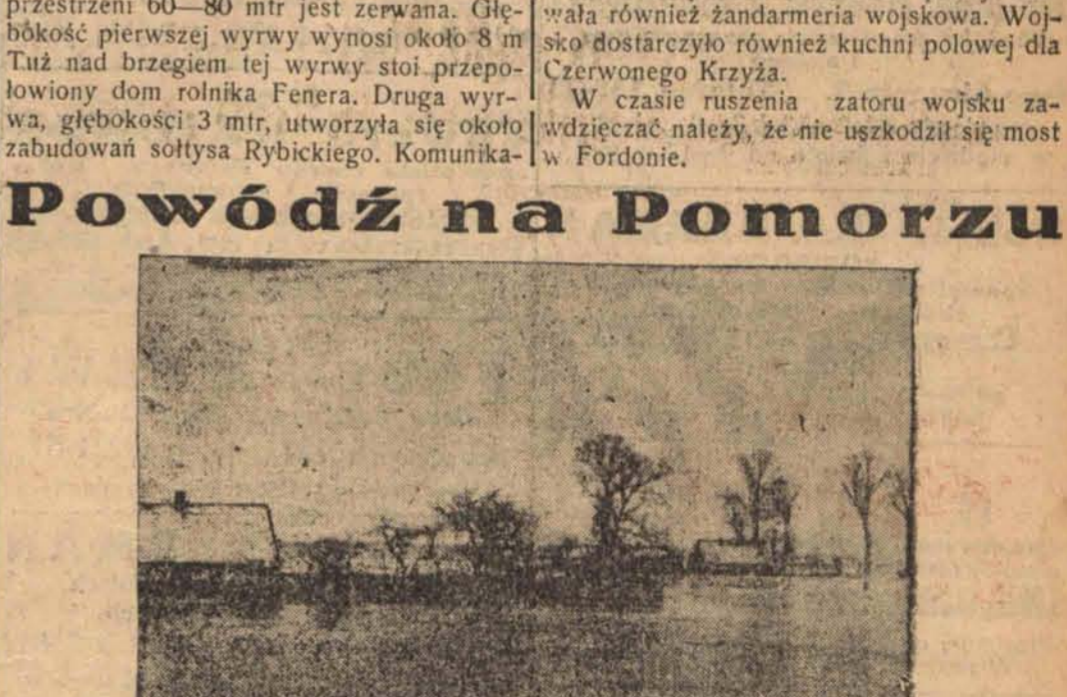 przestrzeni 60—80 mtr jest zerwana. Głę-
bokość pierwszej wyrwy wynosi około 8 m
Tuż nad brzegiem tej wyrwy stoi przepo-
łowiony dom rolnika Fenera. Druga wyr-
wa, głębokości 3 mtr, utworzyła się około
zabudowań sołtysa Rybickiego. Komunika-
wała również żandarmeria wojskowa. Woj-
sko dostarczyło również kuchni polowej dla
Czerwonego Krzyża.
W czasie ruszenia zatoru wojsku za-
wdzięczać należy, że nie uszkodził się most
w Fordonie.
Powódź na Pomorzu